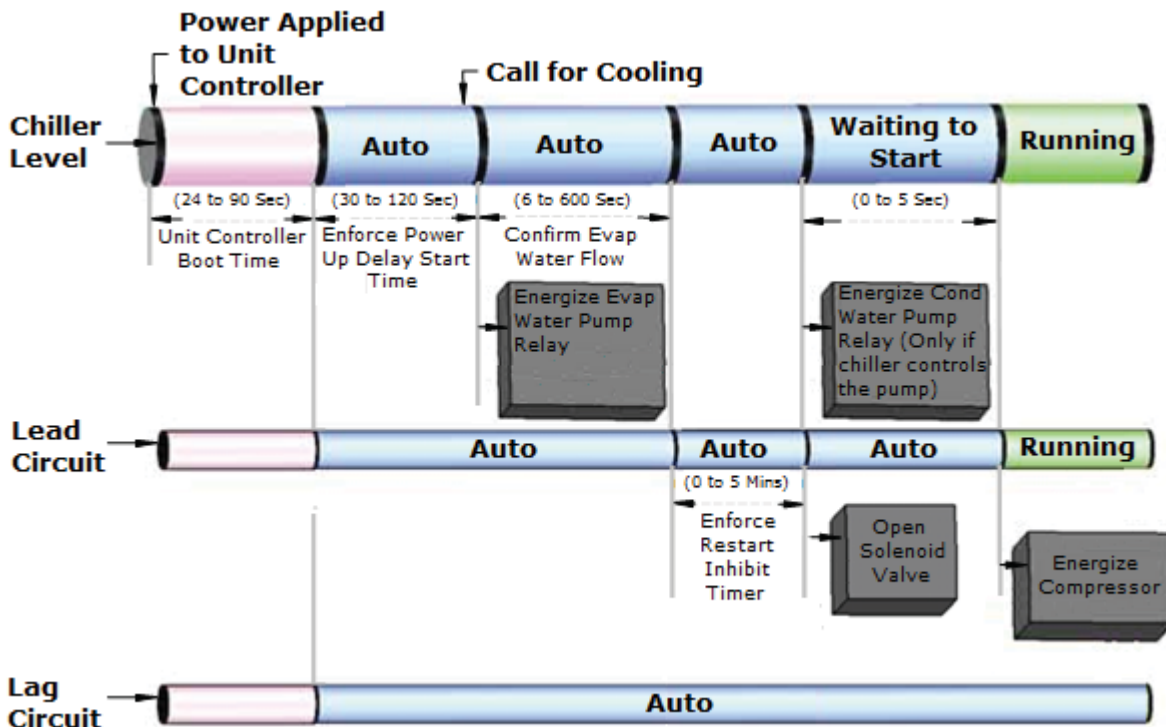 Power Applied
to Unit
Controller
Call for Cooling
Chiller
Level
Auto
Auto
Auto
Waiting to
Start
Running
(24 to 90 Sec)
(30 to 120 Sec)
(6 to 600 Sec)
(0 to 5 Sec)
Unit Controller
Boot Time
Enforce Power
Up Delay Start
Time
Confirm Evap
Water Flow
Energize Evap
Water Pump
Relay
Energize Cond
Water Pump
Relay (Only if
chiller controls
the pump)
Lead
Circuit
Auto
Auto
Auto
Running
(0 to 5 Mins)
Enforce
Restart
Inhibit
Timer
Open
Solenoid
Valve
Energize
Compressor
Lag
Circuit
Auto